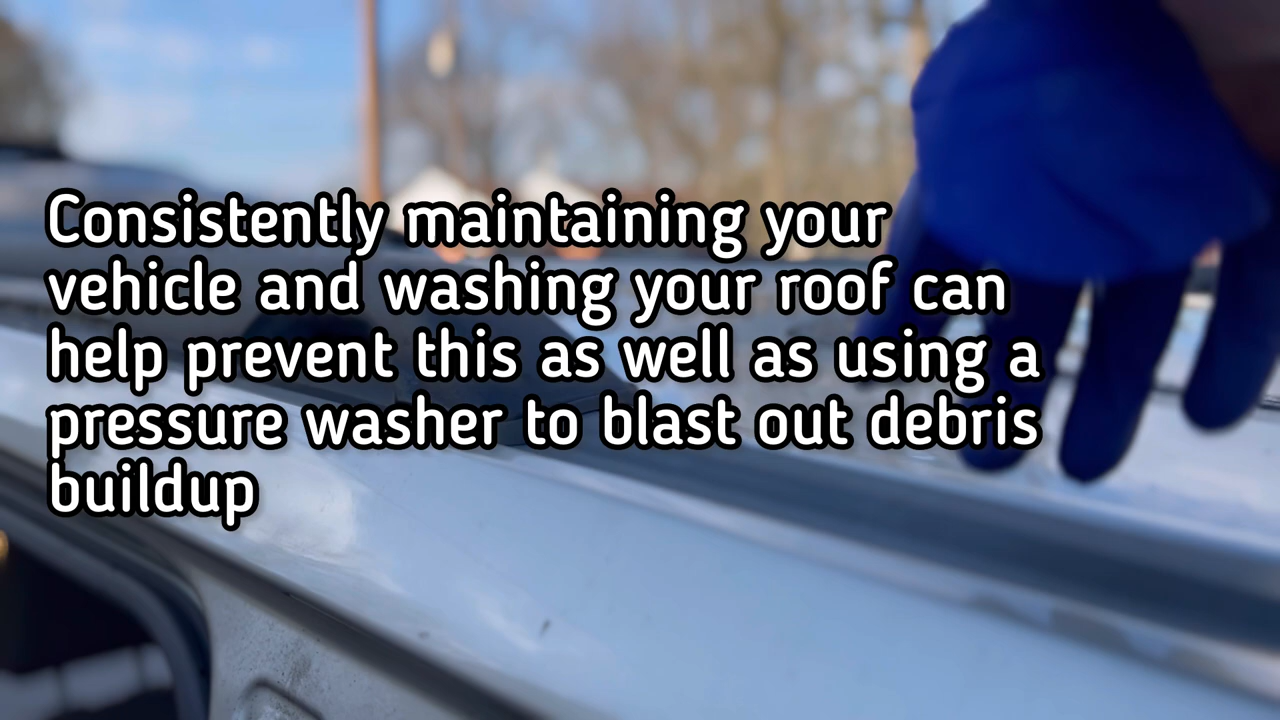 Consistently maintaining your
vehicle and washing your roof can
help prevent this as well as using a
pressure washer to blast out debris
buildup